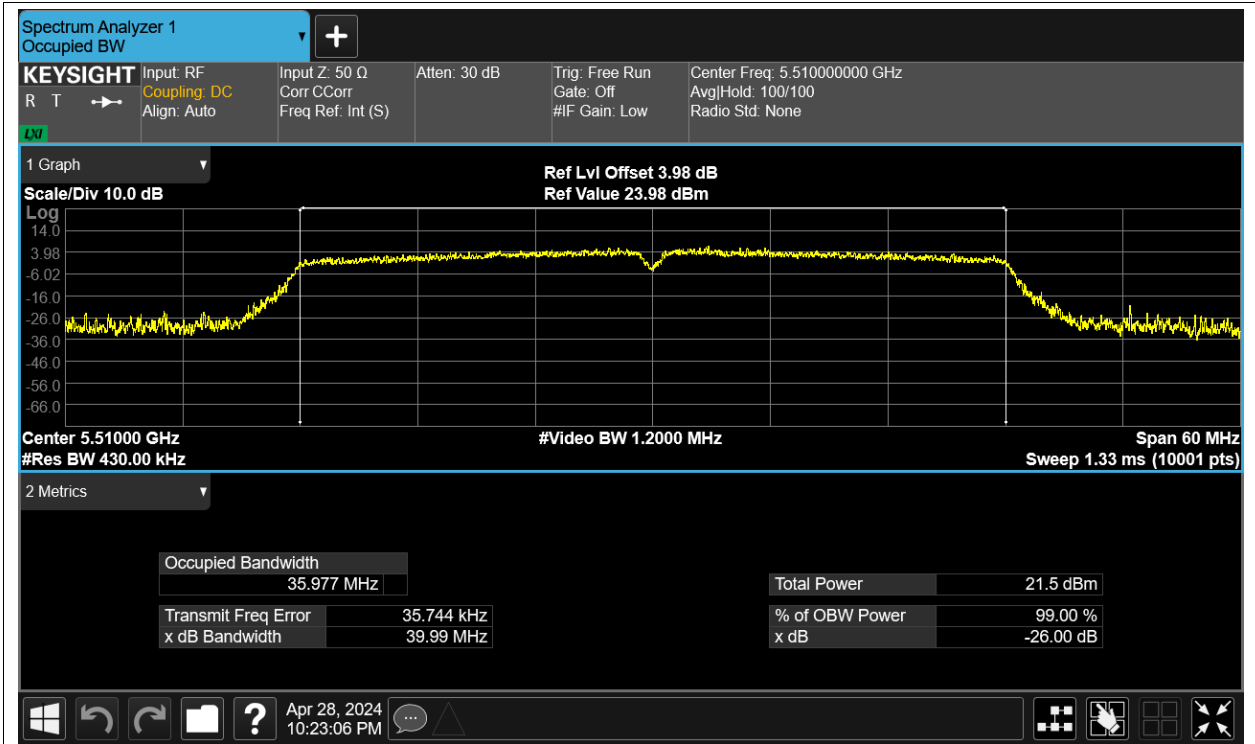 Spectrum Analyzer 1
Occupied BW
KEYSIGHT
R T
LXI
Input: RF
Coupling: DC
Align: Auto
Input Z: 50 Ω
Corr CCorr
Freq Ref: Int (S)
Atten: 30 dB
Trig: Free Run
Gate: Off
#IF Gain: Low
Center Freq: 5.510000000 GHz
Avg|Hold: 100/100
Radio Std: None
1 Graph
Scale/Div 10.0 dB
Ref Lvl Offset 3.98 dB
Ref Value 23.98 dBm
Log
14.0
3.98
-6.02
-16.0
-26.0
-36.0
-46.0
-56.0
-66.0
Center 5.51000 GHz
#Video BW 1.2000 MHz
Span 60 MHz
#Res BW 430.00 kHz
Sweep 1.33 ms (10001 pts)
2 Metrics
Occupied Bandwidth
35.977 MHz
Total Power 21.5 dBm
Transmit Freq Error 35.744 kHz
% of OBW Power 99.00 %
x dB Bandwidth 39.99 MHz
x dB -26.00 dB
?
Apr 28, 2024
10:23:06 PM